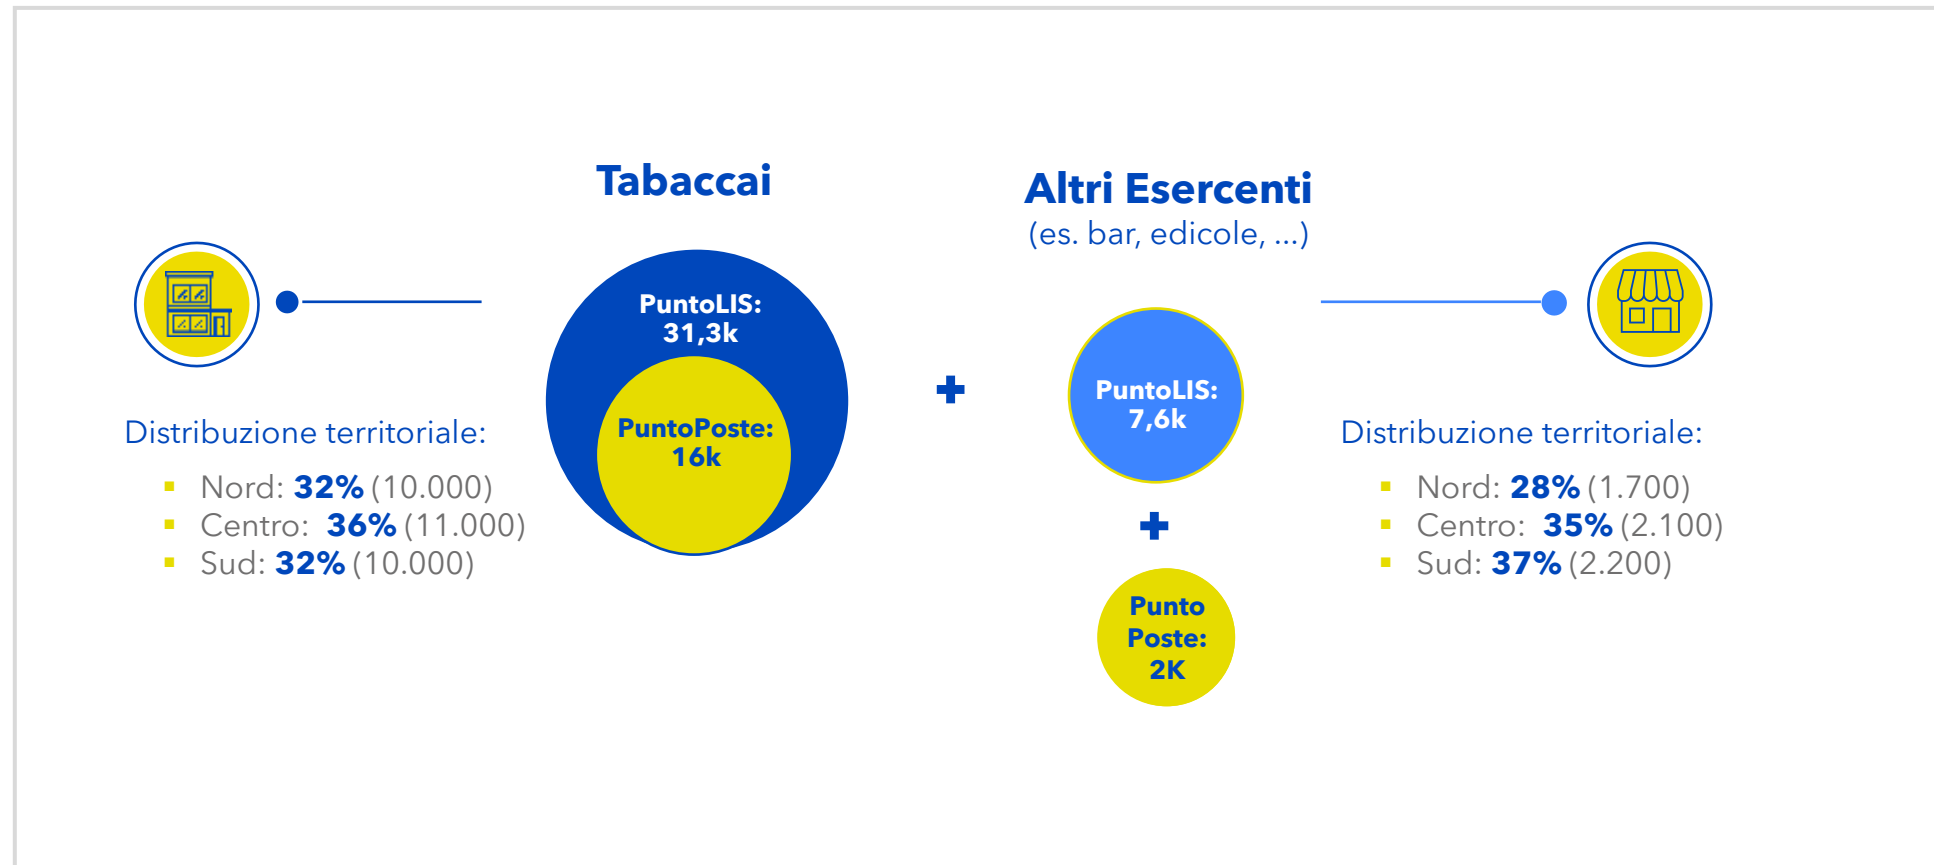 Tabaccai
PuntoLIS:
31,3k
PuntoPoste:
16k
Distribuzione territoriale:
Nord: 32% (10.000)
Centro: 36% (11.000)
Sud: 32% (10.000)
Altri Esercenti
(es. bar, edicole, ...)
PuntoLIS:
7,6k
Punto
Poste:
2K
Distribuzione territoriale:
Nord: 28% (1.700)
Centro: 35% (2.100)
Sud: 37% (2.200)